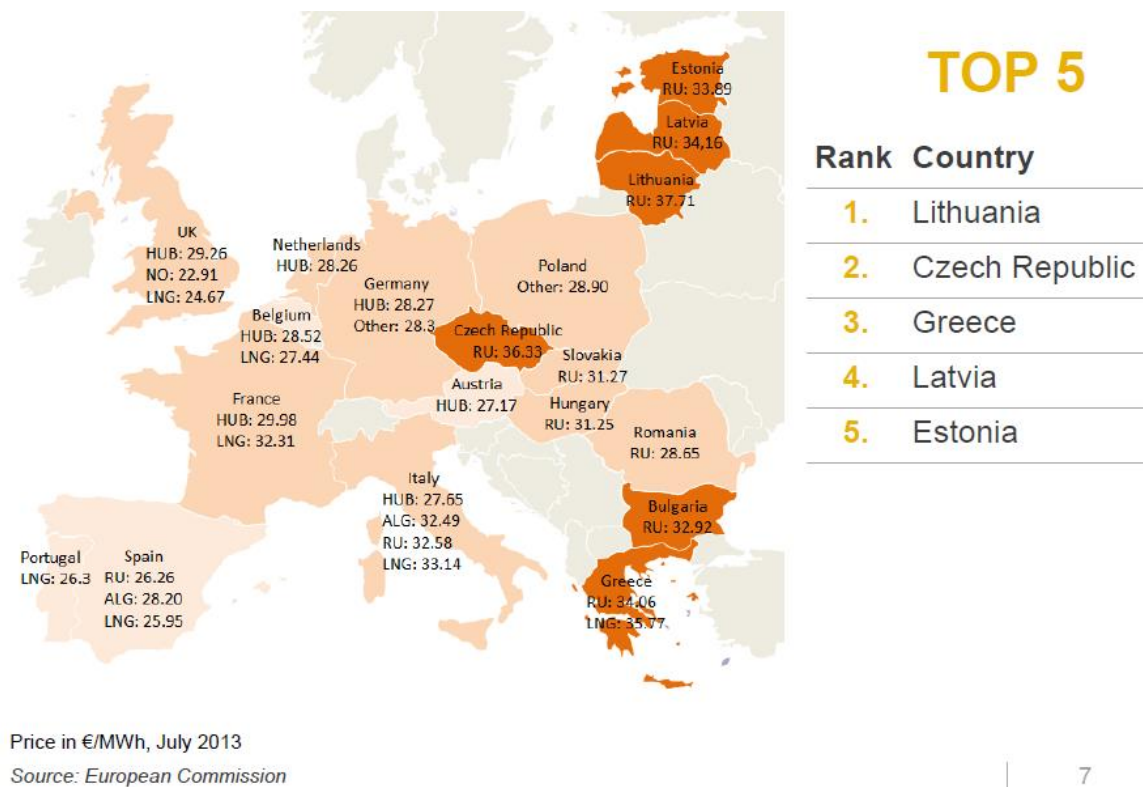 Estonia
RU: 33.89
Latvia
RU: 34,16
Lithuania
RU: 37.71
UK
HUB: 29.26
NO: 22.91
LNG: 24.67
Netherlands
HUB: 28.26
Germany
HUB: 28.27
Other: 28.3
Poland
Other: 28.90
Belgium
HUB: 28.52
LNG: 27.44
Czech Republic
RU: 36.33
Slovakia
RU: 31.27
Austria
HUB: 27.17
France
HUB: 29.98
LNG: 32.31
Hungary
RU: 31.25
Romania
RU: 28.65
Italy
HUB: 27.65
ALG: 32.49
RU: 32.58
LNG: 33.14
Bulgaria
RU: 32.92
Portugal
LNG: 26.3
Spain
RU: 26.26
ALG: 28.20
LNG: 25.95
Greece
RU: 34.06
LNG: 35.77
TOP 5
Rank Country
1. Lithuania
2. Czech Republic
3. Greece
4. Latvia
5. Estonia
Price in €/MWh, July 2013
Source: European Commission
7